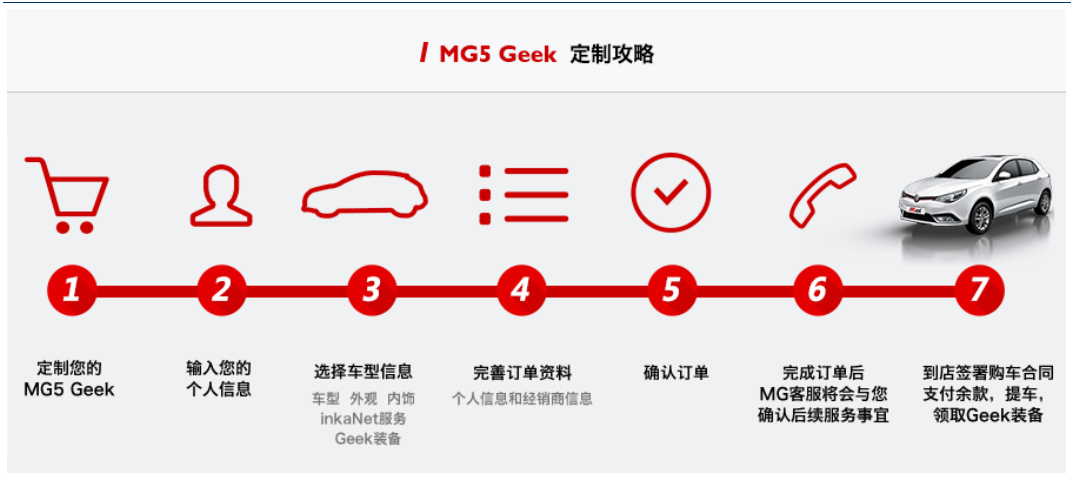 MG5 Geek 定制攻略
1
2
3
4
5
6
7
定制您的
MG5 Geek
输入您的
个人信息
选择车型信息
车型 外观 内饰
inkaNet服务
Geek装备
完善订单资料
个人信息和经销商信息
确认订单
完成订单后
MG客服将会与您
确认后续服务事宜
到店签署购车合同
支付余款，提车，
领取Geek装备